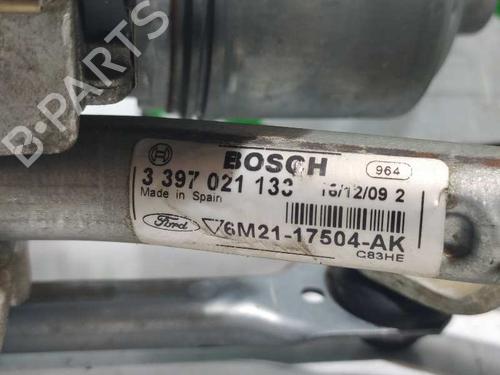 B-PARTS
BOSCH 964
3 397 021 133 16/12/09 2
Made in Spain
Ford 6M21-17504-AK
C83HE